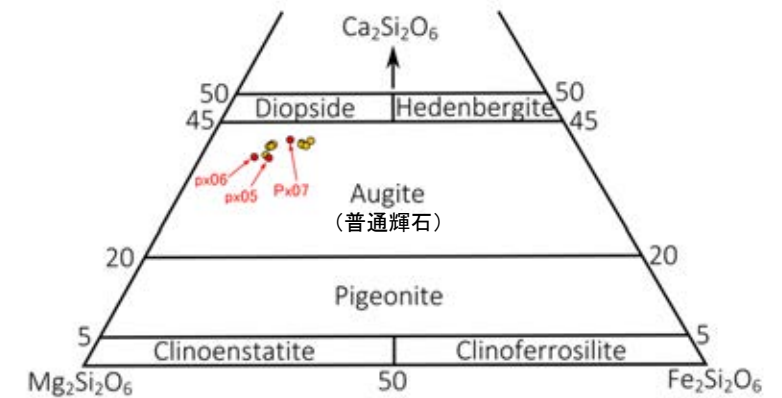 Ca₂Si₂O₆
50 50
Diopside Hedenbergite
45 45
px06 px05 Px07
Augite
（普通輝石）
20 20
Pigeonite
5 5
Clinoenstatite Clinoferrosilite
Mg₂Si₂O₆ 50 Fe₂Si₂O₆